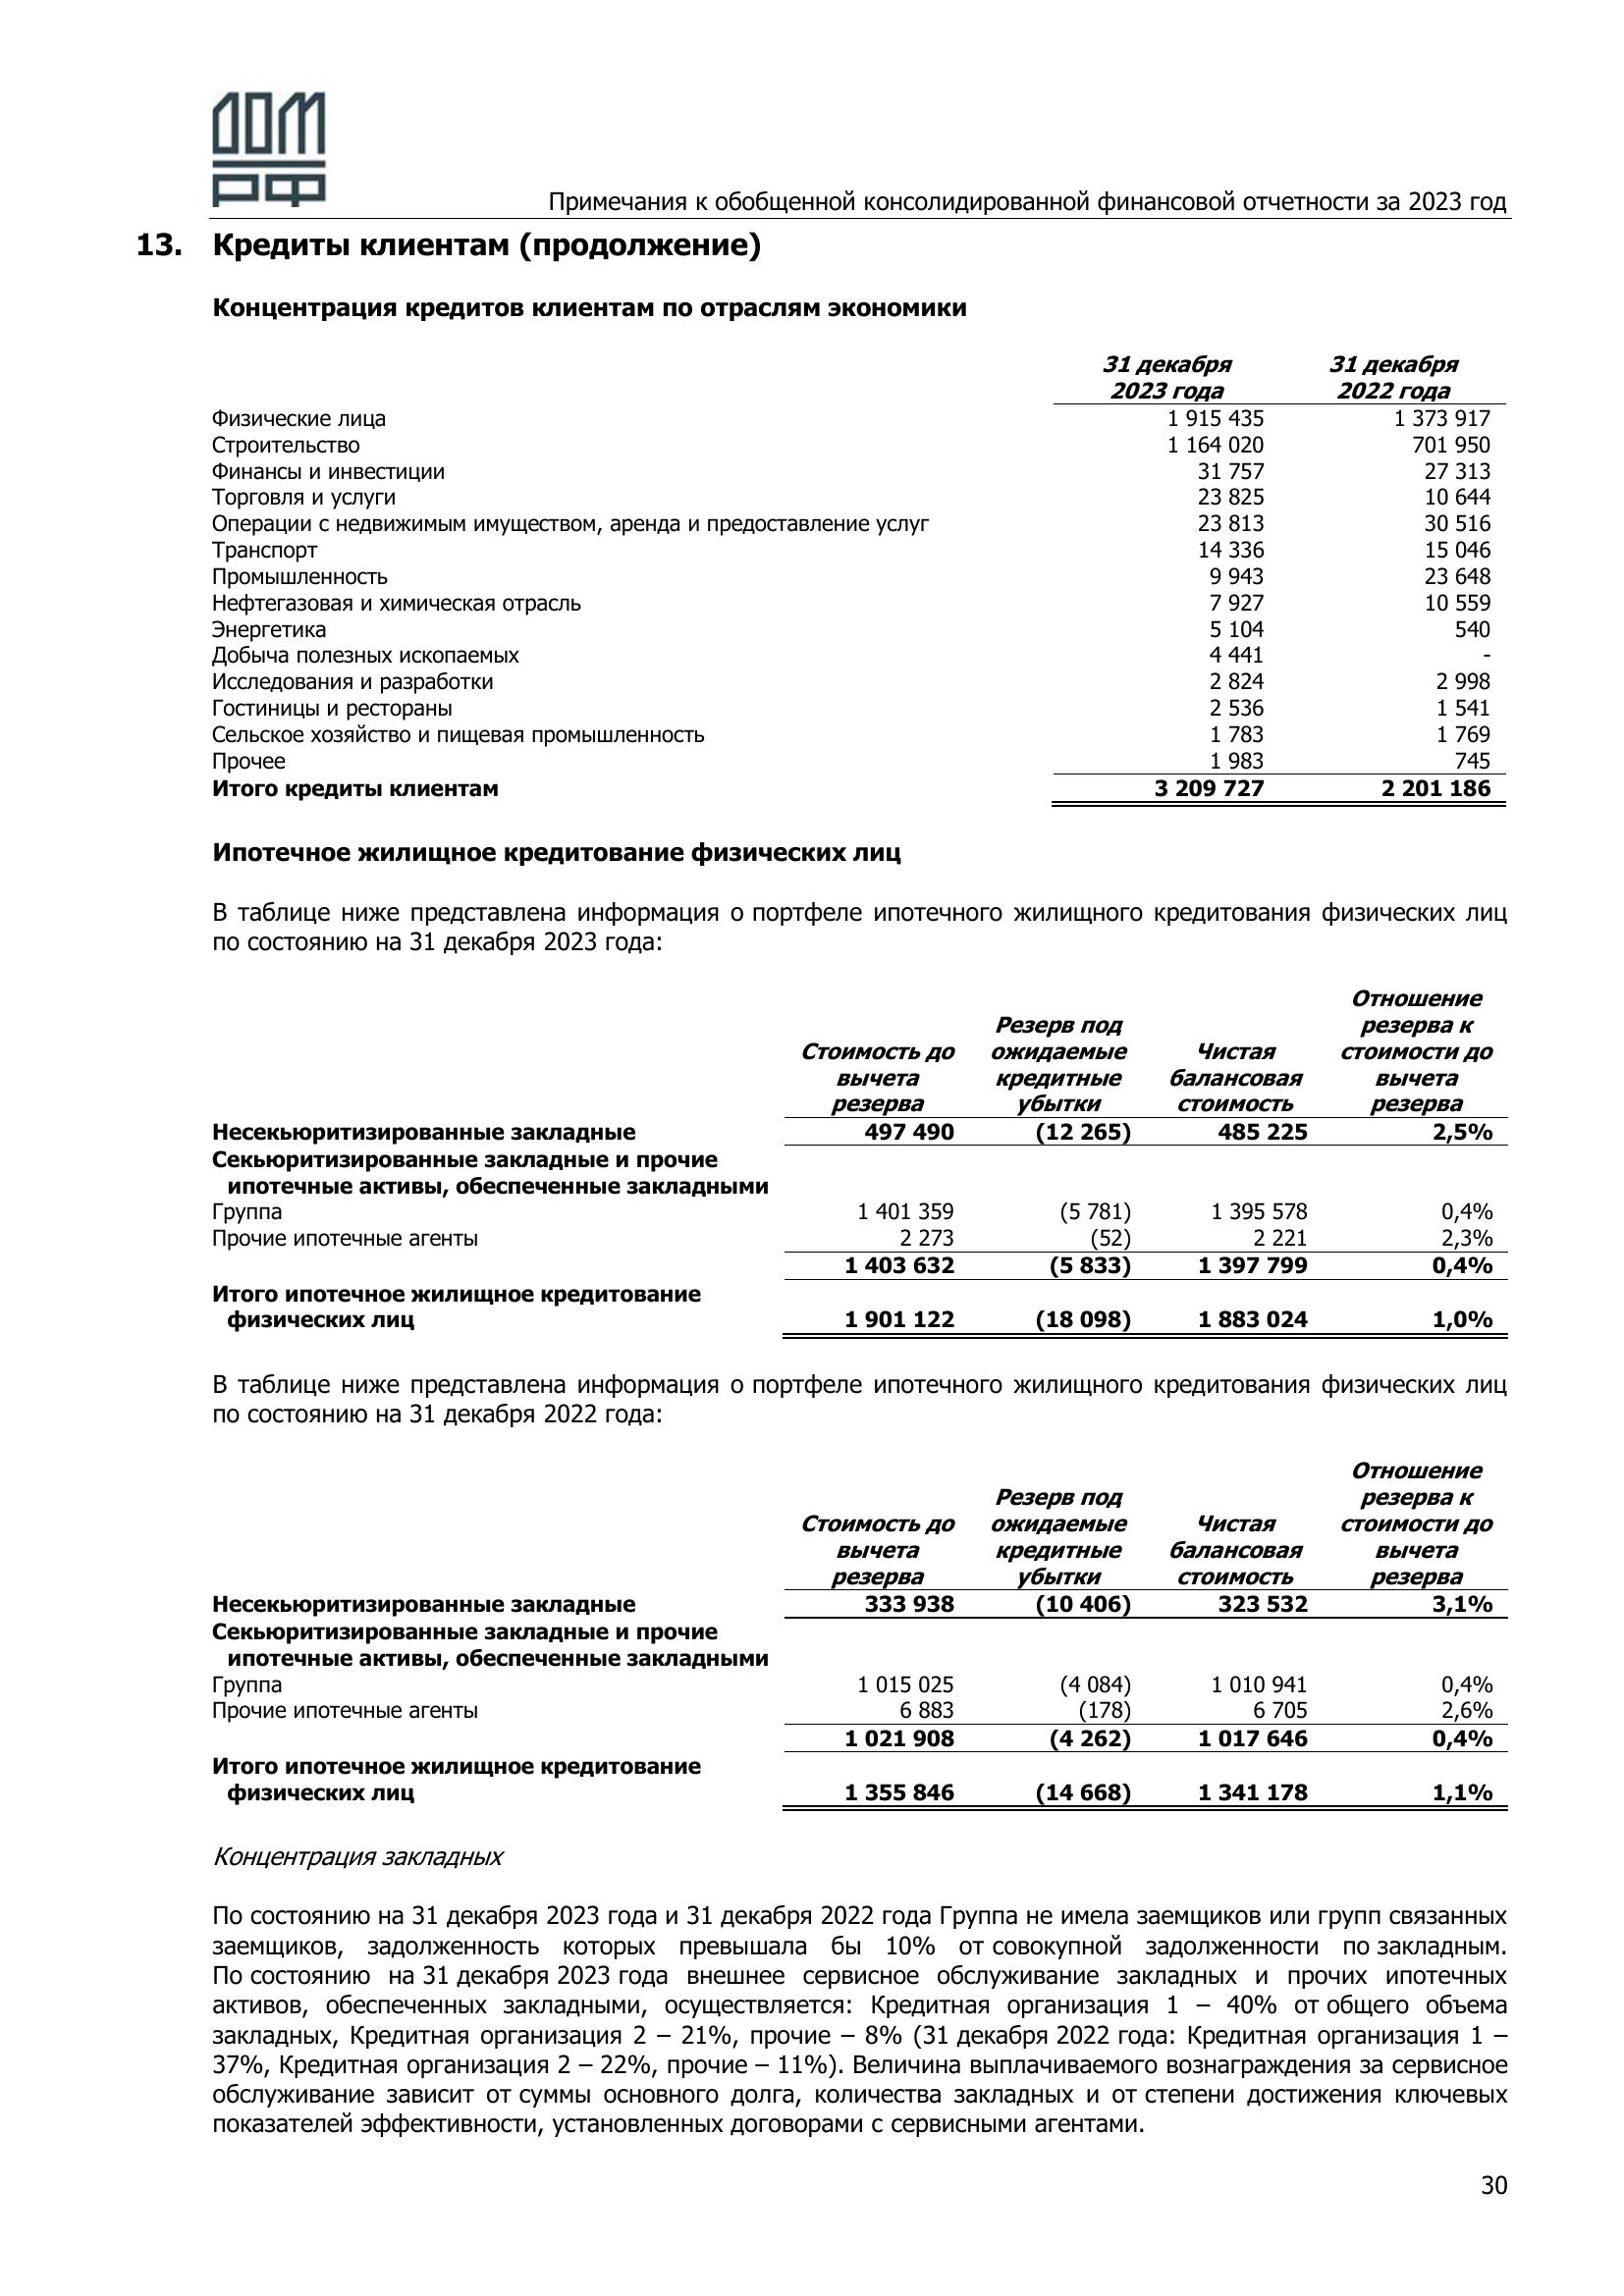 ДОМ
РФ
Примечания к обобщенной консолидированной финансовой отчетности за 2023 год
13. Кредиты клиентам (продолжение)
Концентрация кредитов клиентам по отраслям экономики
31 декабря 31 декабря
2023 года 2022 года
Физические лица 1 915 435 1 373 917
Строительство 1 164 020 701 950
Финансы и инвестиции 31 757 27 313
Торговля и услуги 23 825 10 644
Операции с недвижимым имуществом, аренда и предоставление услуг 23 813 30 516
Транспорт 14 336 15 046
Промышленность 9 943 23 648
Нефтегазовая и химическая отрасль 7 927 10 559
Энергетика 5 104 540
Добыча полезных ископаемых 4 441 -
Исследования и разработки 2 824 2 998
Гостиницы и рестораны 2 536 1 541
Сельское хозяйство и пищевая промышленность 1 783 1 769
Прочее 1 983 745
Итого кредиты клиентам 3 209 727 2 201 186
Ипотечное жилищное кредитование физических лиц
В таблице ниже представлена информация о портфеле ипотечного жилищного кредитования физических лиц
по состоянию на 31 декабря 2023 года:
Отношение
Резерв под резерва к
Стоимость до ожидаемые Чистая стоимости до
вычета кредитные балансовая вычета
резерва убытки стоимость резерва
Несекьюритизированные закладные 497 490 (12 265) 485 225 2,5%
Секьюритизированные закладные и прочие
ипотечные активы, обеспеченные закладными
Группа 1 401 359 (5 781) 1 395 578 0,4%
Прочие ипотечные агенты 2 273 (52) 2 221 2,3%
1 403 632 (5 833) 1 397 799 0,4%
Итого ипотечное жилищное кредитование
физических лиц 1 901 122 (18 098) 1 883 024 1,0%
В таблице ниже представлена информация о портфеле ипотечного жилищного кредитования физических лиц
по состоянию на 31 декабря 2022 года:
Отношение
Резерв под резерва к
Стоимость до ожидаемые Чистая стоимости до
вычета кредитные балансовая вычета
резерва убытки стоимость резерва
Несекьюритизированные закладные 333 938 (10 406) 323 532 3,1%
Секьюритизированные закладные и прочие
ипотечные активы, обеспеченные закладными
Группа 1 015 025 (4 084) 1 010 941 0,4%
Прочие ипотечные агенты 6 883 (178) 6 705 2,6%
1 021 908 (4 262) 1 017 646 0,4%
Итого ипотечное жилищное кредитование
физических лиц 1 355 846 (14 668) 1 341 178 1,1%
Концентрация закладных
По состоянию на 31 декабря 2023 года и 31 декабря 2022 года Группа не имела заемщиков или групп связанных
заемщиков, задолженность которых превышала бы 10% от совокупной задолженности по закладным.
По состоянию на 31 декабря 2023 года внешнее сервисное обслуживание закладных и прочих ипотечных
активов, обеспеченных закладными, осуществляется: Кредитная организация 1 – 40% от общего объема
закладных, Кредитная организация 2 – 21%, прочие – 8% (31 декабря 2022 года: Кредитная организация 1 –
37%, Кредитная организация 2 – 22%, прочие – 11%). Величина выплачиваемого вознаграждения за сервисное
обслуживание зависит от суммы основного долга, количества закладных и от степени достижения ключевых
показателей эффективности, установленных договорами с сервисными агентами.
30